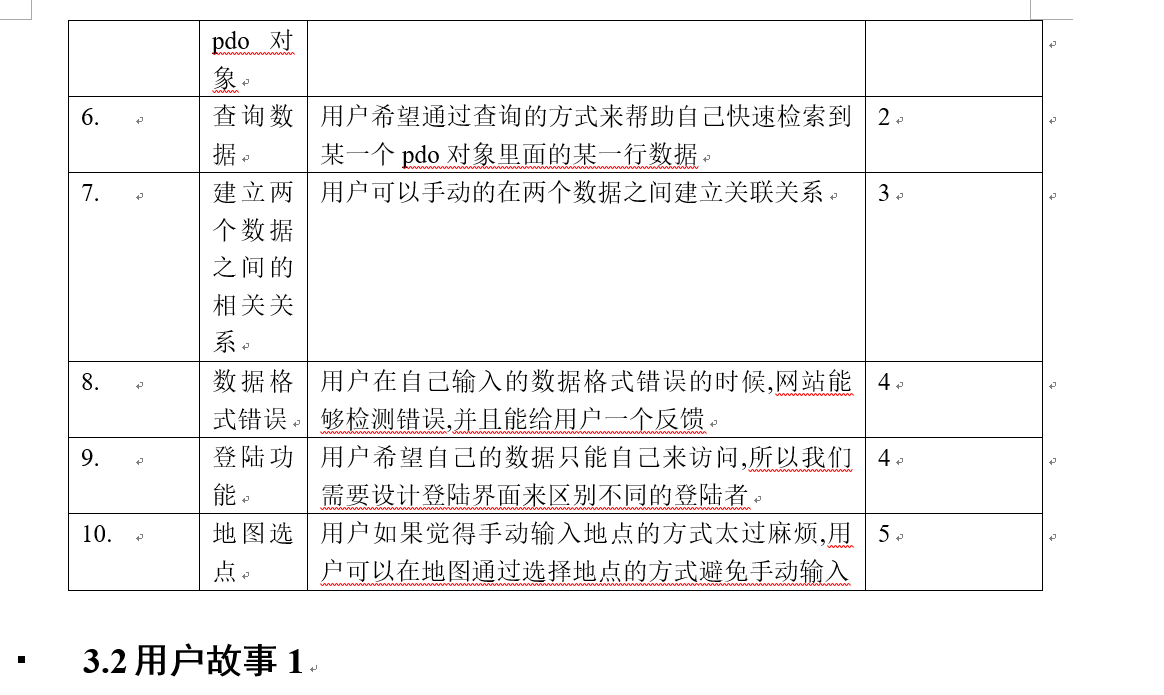 pdo 对
象
6. 查询数 用户希望通过查询的方式来帮助自己快速检索到 2
据 某一个 pdo 对象里面的某一行数据
7. 建立两 用户可以手动的在两个数据之间建立关联关系 3
个数据
之间的
相关关
系
8. 数据格 用户在自己输入的数据格式错误的时候,网站能 4
式错误 够检测错误,并且能给用户一个反馈
9. 登陆功 用户希望自己的数据只能自己来访问,所以我们 4
能 需要设计登陆界面来区别不同的登陆者
10. 地图选 用户如果觉得手动输入地点的方式太过麻烦,用 5
点 户可以在地图通过选择地点的方式避免手动输入
3.2 用户故事 1